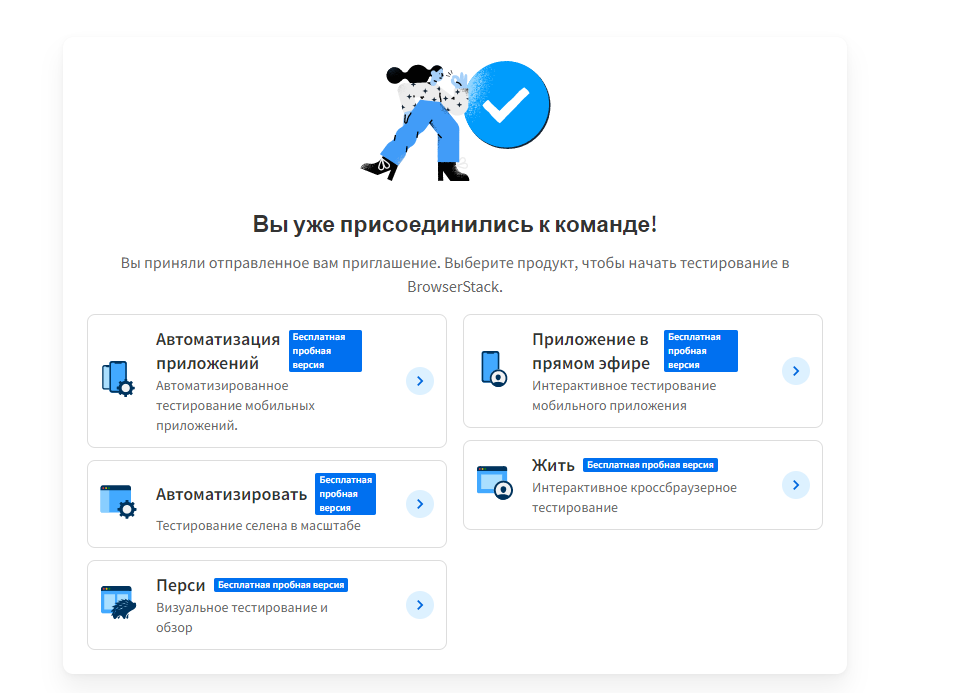 Вы уже присоединились к команде!
Вы приняли отправленное вам приглашение. Выберите продукт, чтобы начать тестирование в
BrowserStack.
Автоматизация
приложений
Бесплатная
пробная
версия
Автоматизированное
тестирование мобильных
приложений.
Приложение в
прямом эфире
Бесплатная
пробная
версия
Интерактивное тестирование
мобильного приложения
Автоматизировать
Бесплатная
пробная
версия
Тестирование селена в масштабе
Жить
Бесплатная пробная версия
Интерактивное кроссбраузерное
тестирование
Перси
Бесплатная пробная версия
Визуальное тестирование и
обзор